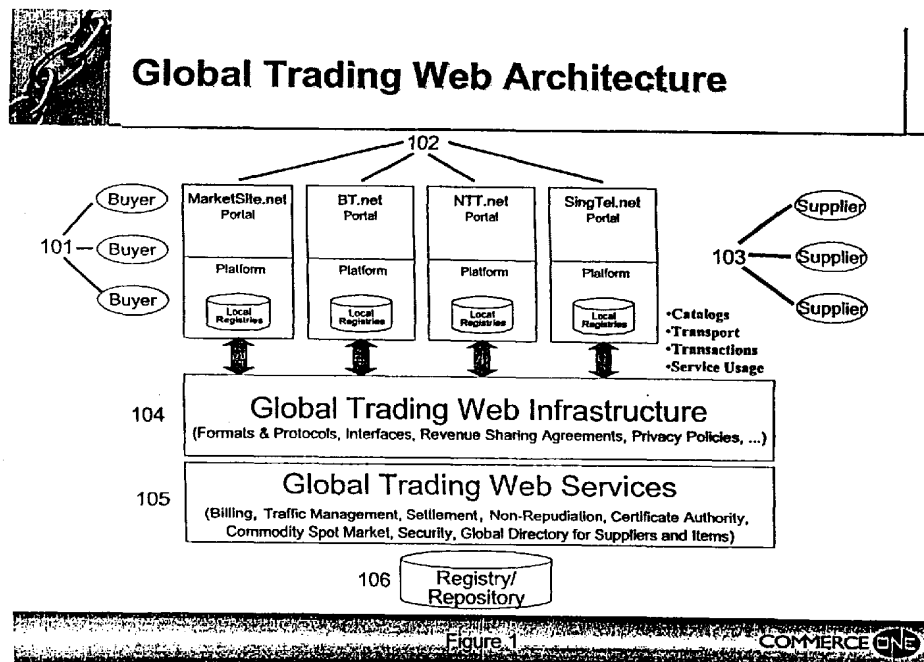 Global Trading Web Architecture
102
Buyer
101
Buyer
Buyer
MarketSite.net
Portal
Platform
Local
Registries
BT.net
Portal
Platform
Local
Registries
NTT.net
Portal
Platform
Local
Registries
SingTel.net
Portal
Platform
Local
Registries
Supplier
103
Supplier
Supplier
•Catalogs
•Transport
•Transactions
•Service Usage
104
Global Trading Web Infrastructure
(Formats & Protocols, Interfaces, Revenue Sharing Agreements, Privacy Policies, ...)
105
Global Trading Web Services
(Billing, Traffic Management, Settlement, Non-Repudiation, Certificate Authority,
Commodity Spot Market, Security, Global Directory for Suppliers and Items)
106
Registry/
Repository
Figure 1
COMMERCE ONE